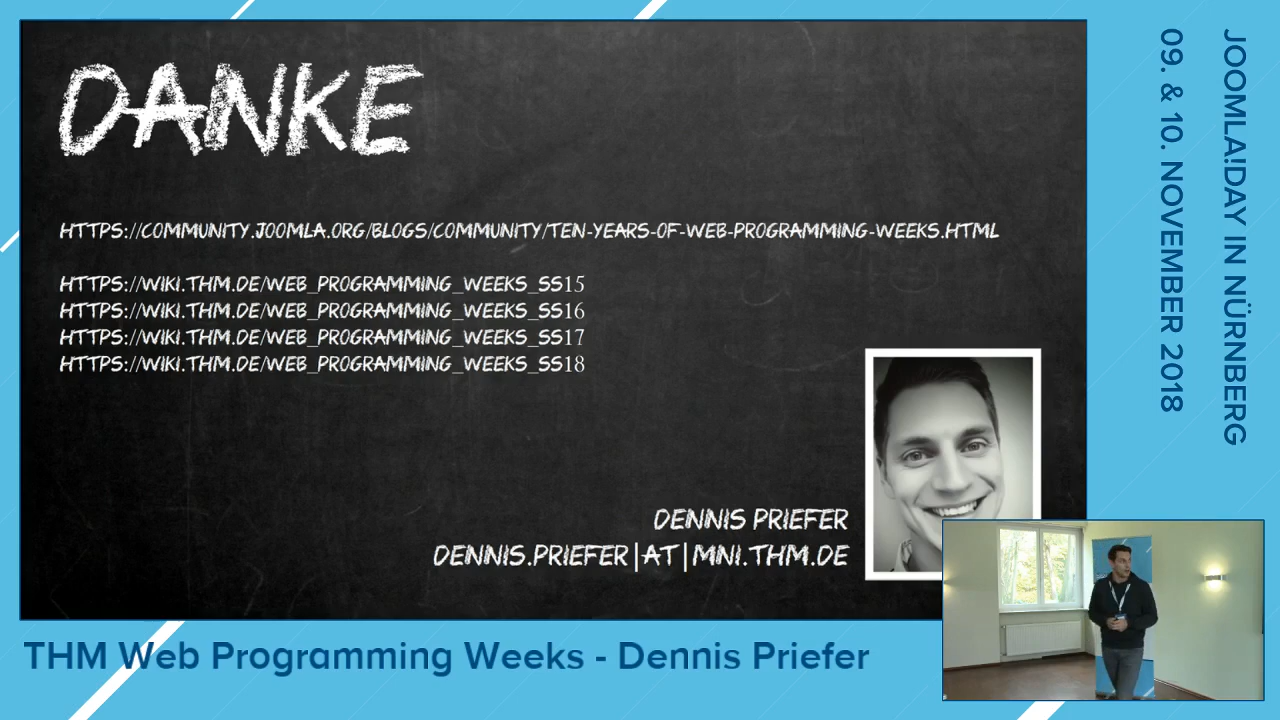 DANKE
HTTPS://COMMUNITY.JOOMLA.ORG/BLOGS/COMMUNITY/TEN-YEARS-OF-WEB-PROGRAMMING-WEEKS.HTML
HTTPS://WIKI.THM.DE/WEB_PROGRAMMING_WEEKS_SS15
HTTPS://WIKI.THM.DE/WEB_PROGRAMMING_WEEKS_SS16
HTTPS://WIKI.THM.DE/WEB_PROGRAMMING_WEEKS_SS17
HTTPS://WIKI.THM.DE/WEB_PROGRAMMING_WEEKS_SS18
DENNIS PRIEFER
DENNIS.PRIEFER|AT|MNI.THM.DE
THM Web Programming Weeks - Dennis Priefer
JOOMLA!DAY IN NÜRNBERG
09. & 10. NOVEMBER 2018